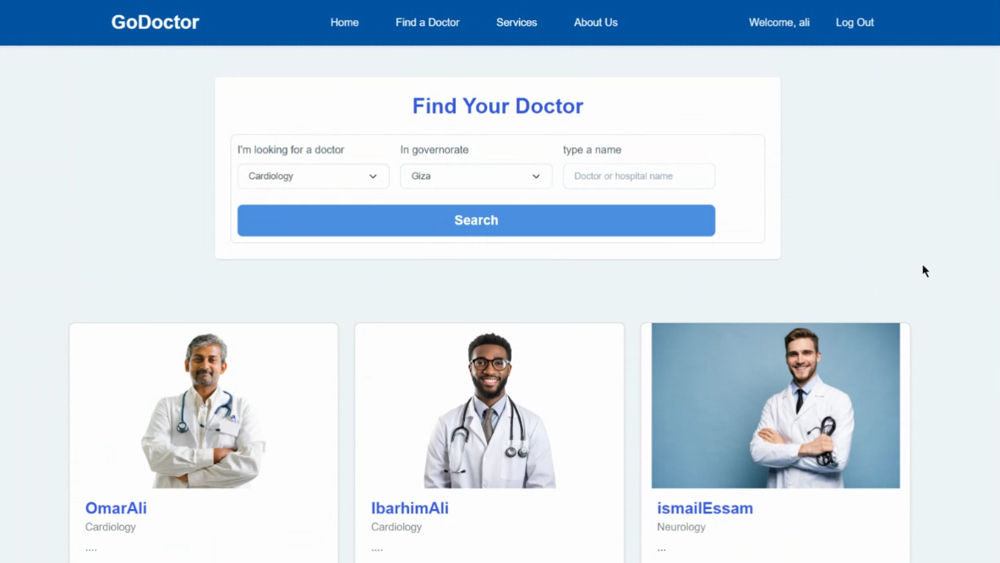 GoDoctor Home Find a Doctor Services About Us Welcome, ali Log Out
Find Your Doctor
I'm looking for a doctor In governorate type a name
Cardiology Giza Doctor or hospital name
Search
OmarAli IbarhimAli ismailEssam
Cardiology Cardiology Neurology
.... .... ...